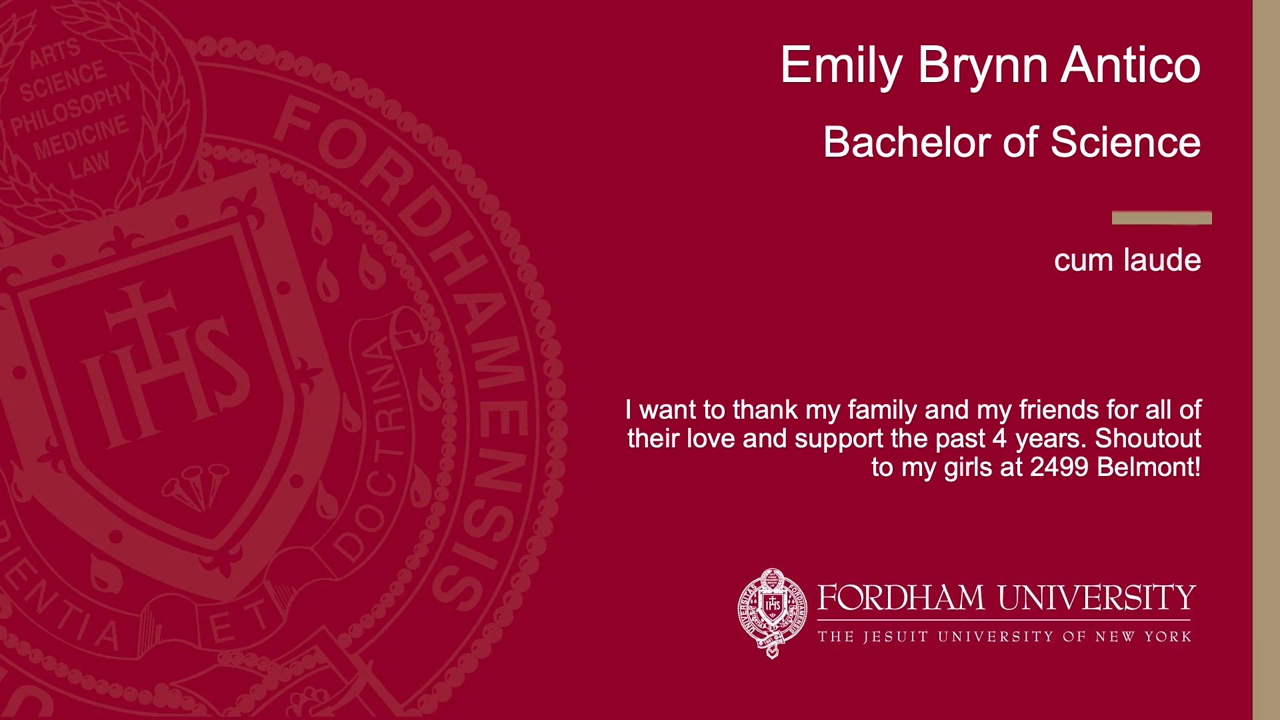 Emily Brynn Antico
Bachelor of Science
cum laude
I want to thank my family and my friends for all of
their love and support the past 4 years. Shoutout
to my girls at 2499 Belmont!
FORDHAM UNIVERSITY
THE JESUIT UNIVERSITY OF NEW YORK
ARTS
SCIENCE
PHILOSOPHY
MEDICINE
LAW
FORDHAMENSIS
IHS
ET
DOCTRINA